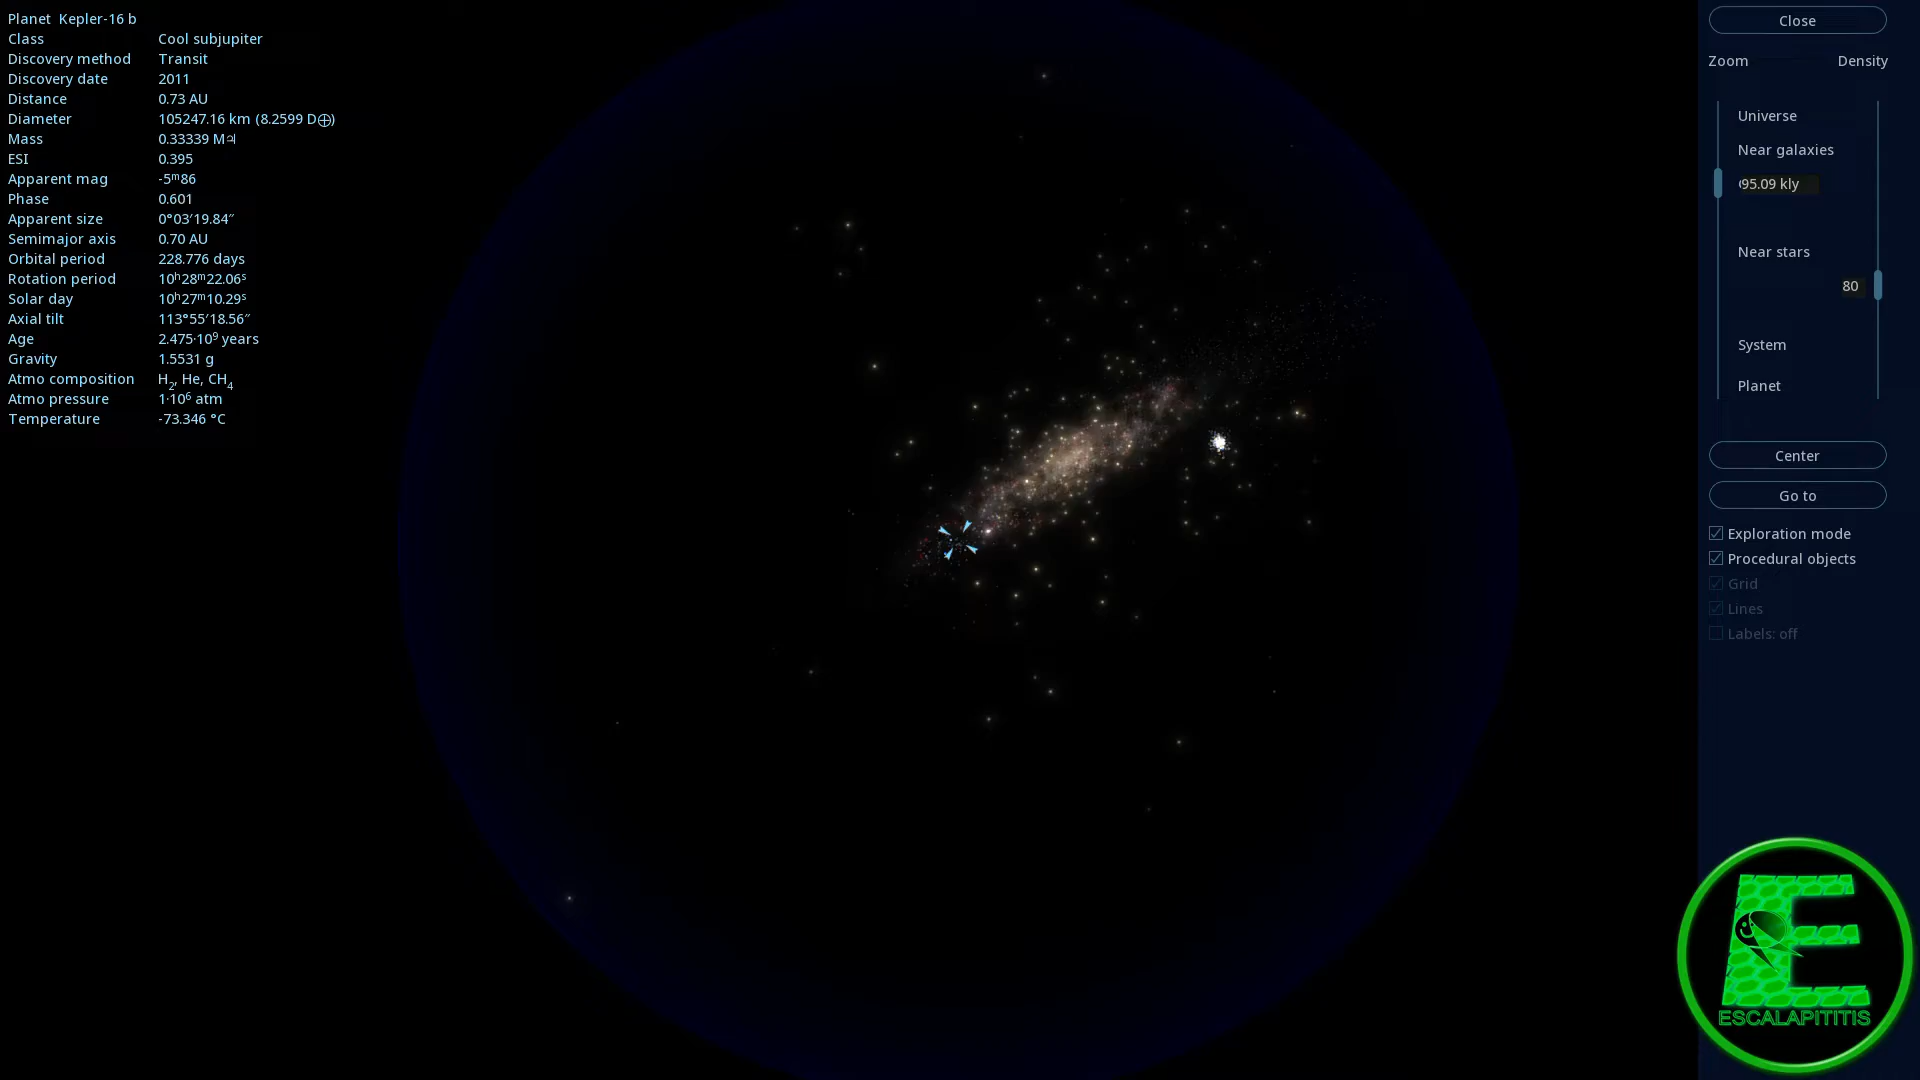 Planet Kepler-16 b
Class Cool subjupiter
Discovery method Transit
Discovery date 2011
Distance 0.73 AU
Diameter 105247.16 km (8.2599 D⊕)
Mass 0.33339 M♃
ESI 0.395
Apparent mag -5ᵐ86
Phase 0.601
Apparent size 0°03′19.84″
Semimajor axis 0.70 AU
Orbital period 228.776 days
Rotation period 10ʰ28ᵐ22.06ˢ
Solar day 10ʰ27ᵐ10.29ˢ
Axial tilt 113°55′18.56″
Age 2.475·10⁹ years
Gravity 1.5531 g
Atmo composition H₂, He, CH₄
Atmo pressure 1·10⁶ atm
Temperature -73.346 °C
Close
Zoom Density
Universe
Near galaxies
95.09 kly
Near stars
80
System
Planet
Center
Go to
Exploration mode
Procedural objects
Grid
Lines
Labels: off
E
ESCALAPITITIS